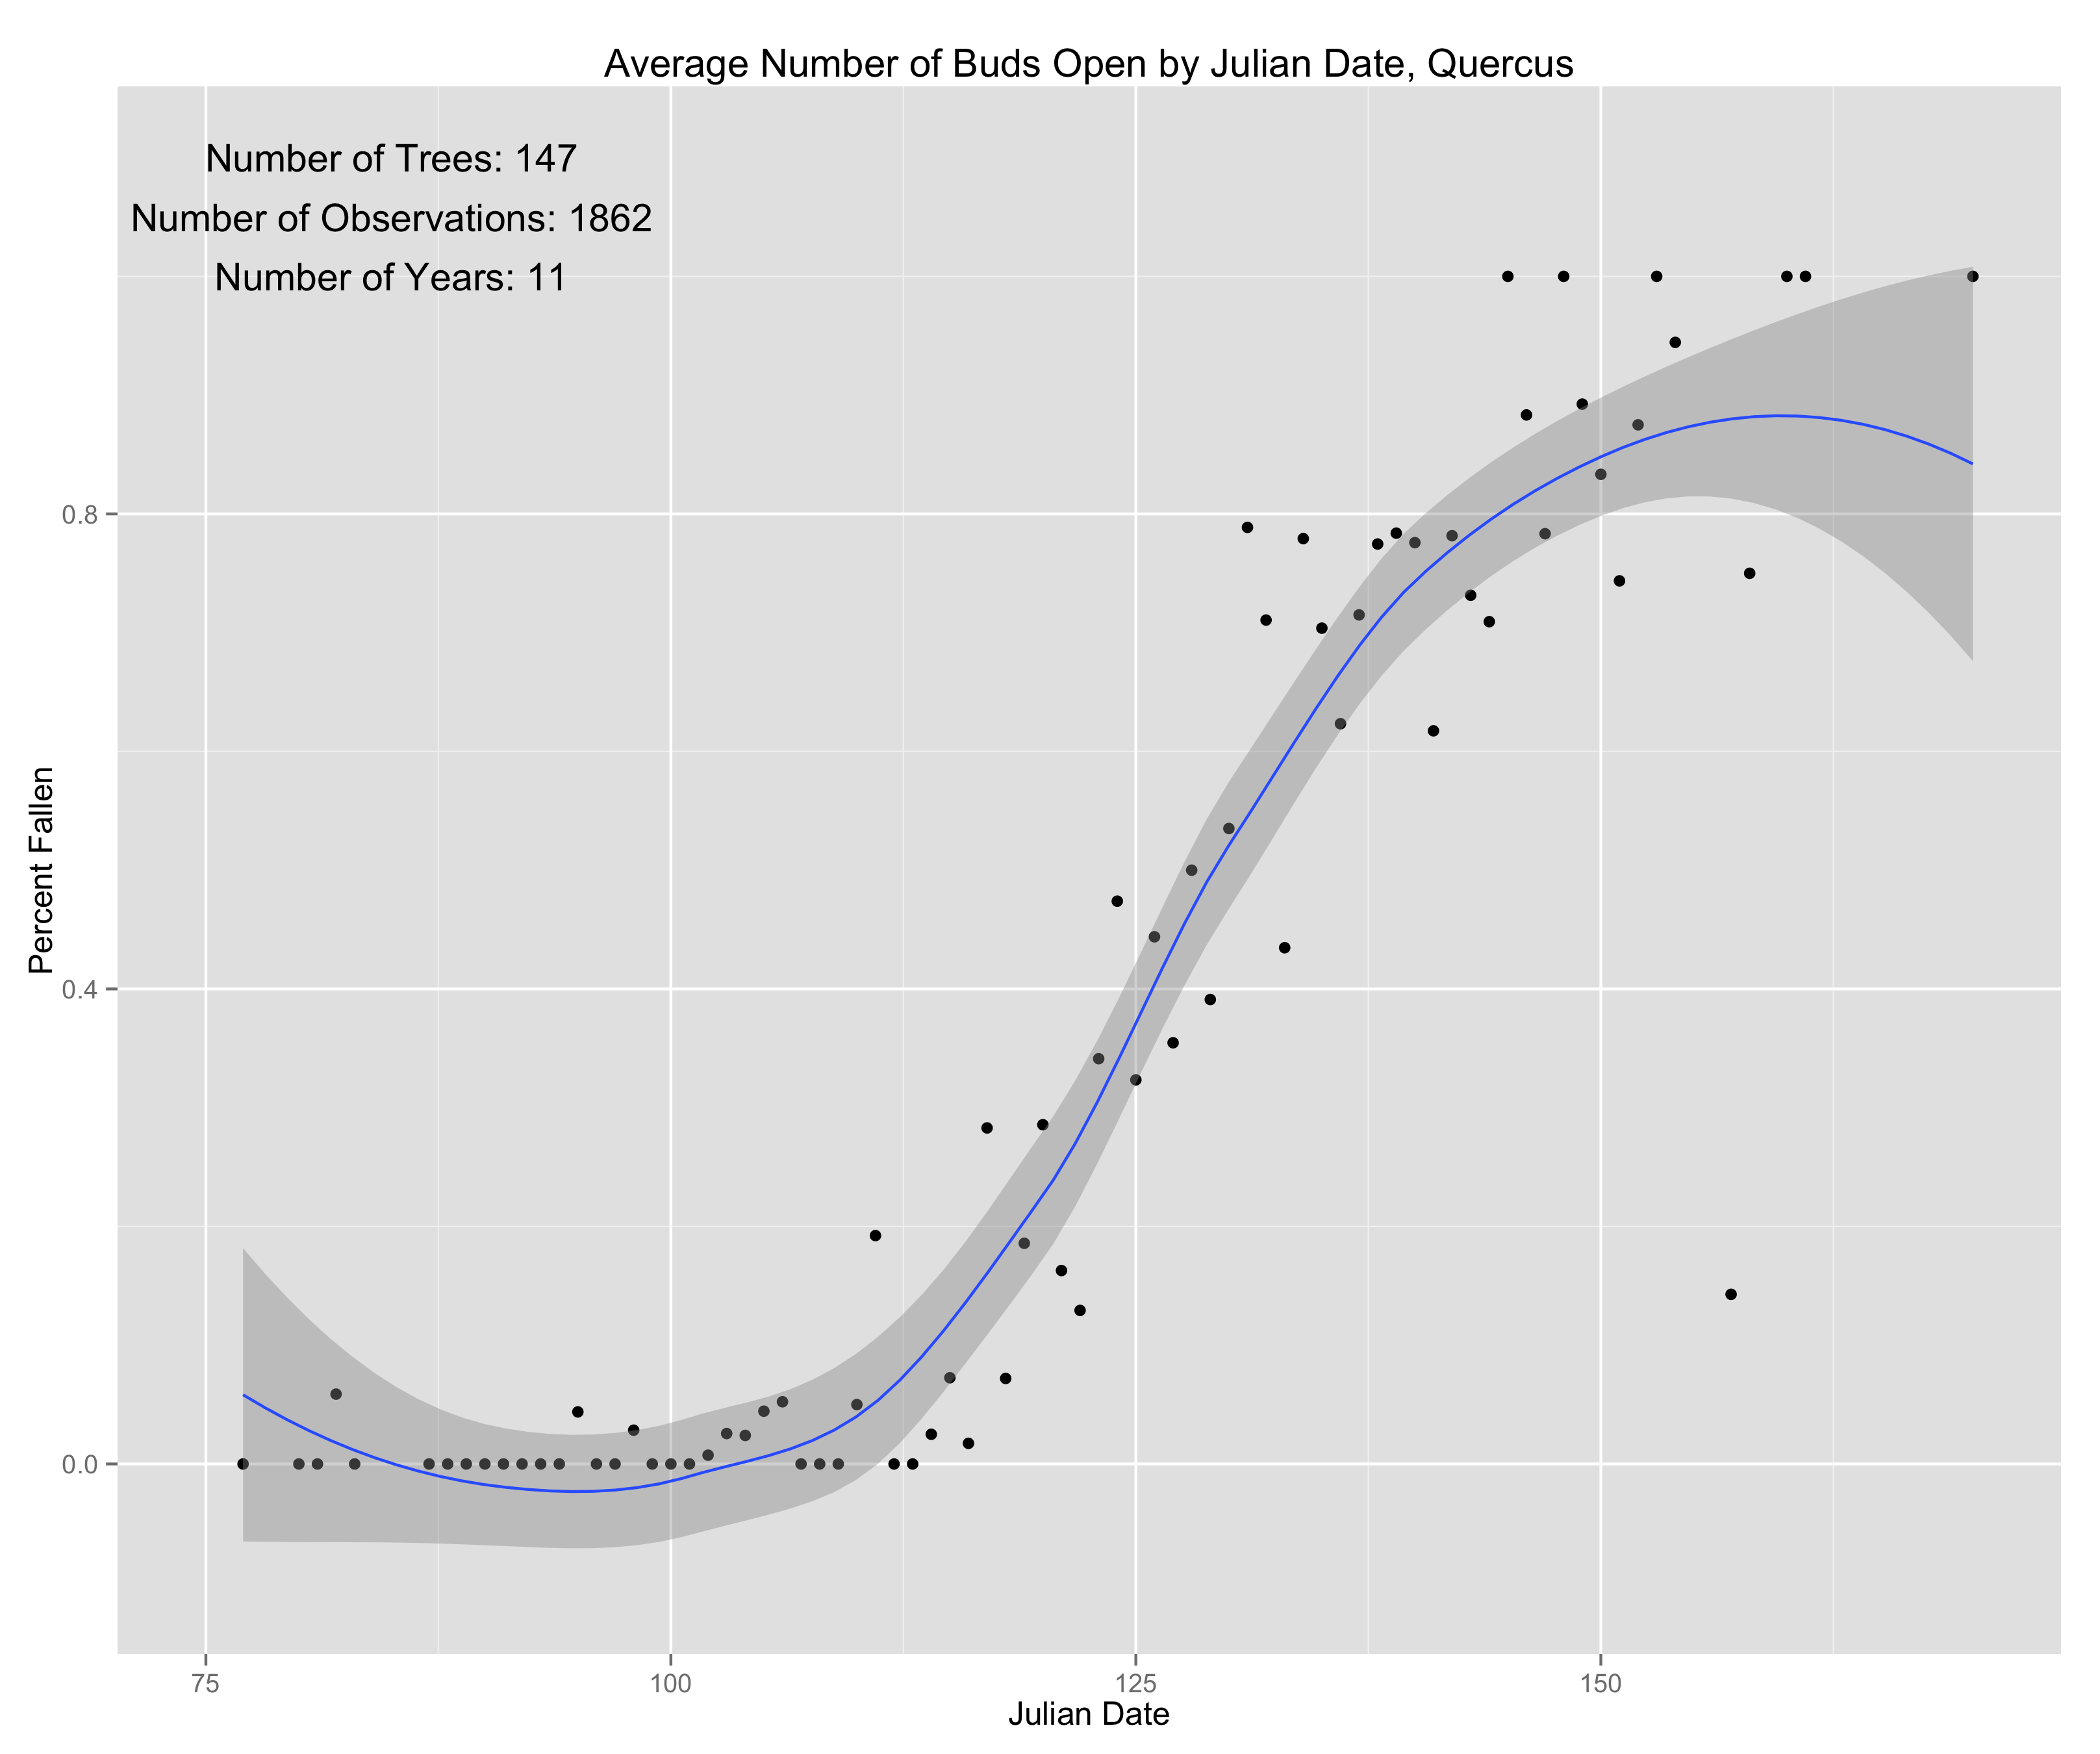 Average Number of Buds Open by Julian Date, Quercus
Number of Trees: 147
Number of Observations: 1862
Number of Years: 11
0.8
0.4
0.0
Percent Fallen
75 100 125 150
Julian Date